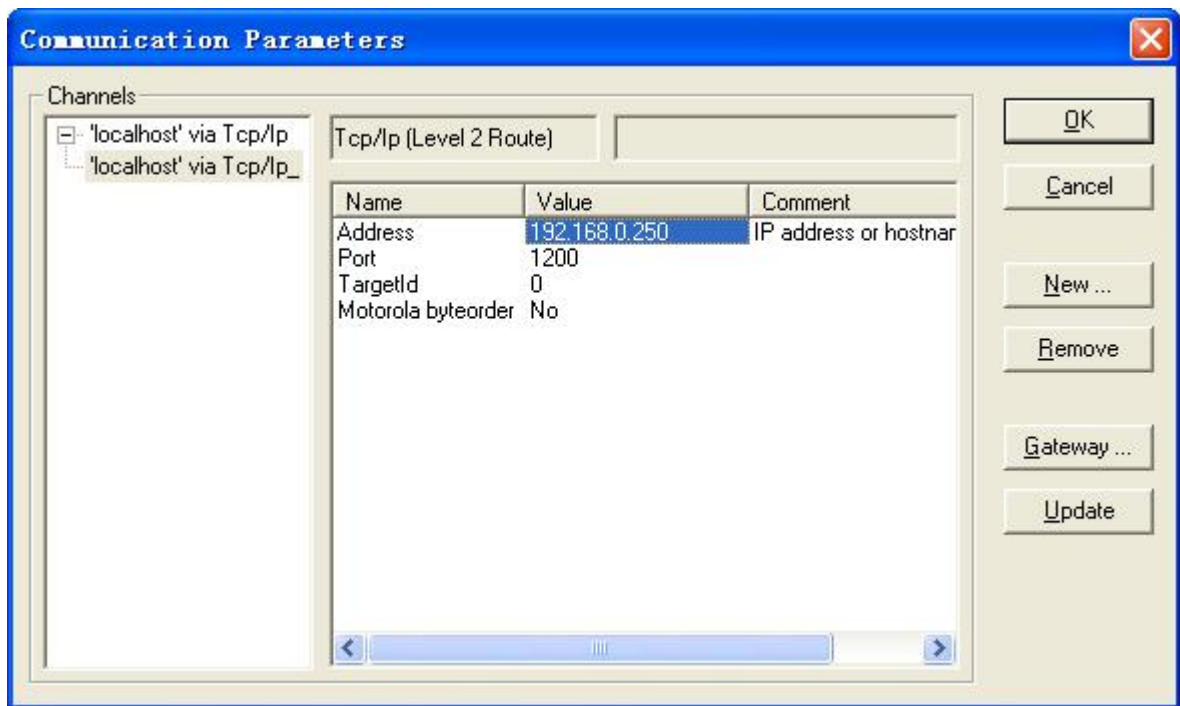 Communication Parameters
Channels
'localhost' via Tcp/Ip
'localhost' via Tcp/Ip_
Tcp/Ip (Level 2 Route)
Name Value Comment
Address 192.168.0.250 IP address or hostnar
Port 1200
TargetId 0
Motorola byteorder No
OK
Cancel
New ...
Remove
Gateway ...
Update